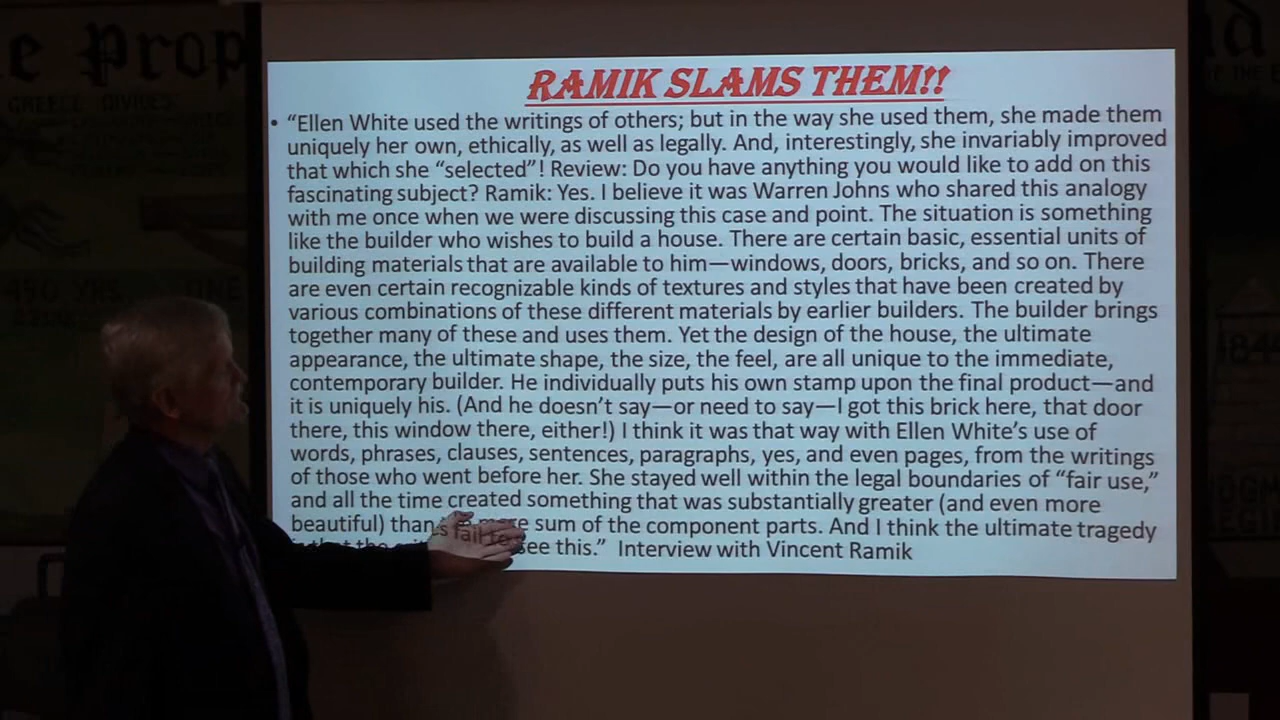 e Prop
GREECE DIVIDES
RAMIK SLAMS THEM!!
• “Ellen White used the writings of others; but in the way she used them, she made them
uniquely her own, ethically, as well as legally. And, interestingly, she invariably improved
that which she “selected”! Review: Do you have anything you would like to add on this
fascinating subject? Ramik: Yes. I believe it was Warren Johns who shared this analogy
with me once when we were discussing this case and point. The situation is something
like the builder who wishes to build a house. There are certain basic, essential units of
building materials that are available to him—windows, doors, bricks, and so on. There
are even certain recognizable kinds of textures and styles that have been created by
various combinations of these different materials by earlier builders. The builder brings
together many of these and uses them. Yet the design of the house, the ultimate
appearance, the ultimate shape, the size, the feel, are all unique to the immediate,
contemporary builder. He individually puts his own stamp upon the final product—and
it is uniquely his. (And he doesn’t say—or need to say—I got this brick here, that door
there, this window there, either!) I think it was that way with Ellen White’s use of
words, phrases, clauses, sentences, paragraphs, yes, and even pages, from the writings
of those who went before her. She stayed well within the legal boundaries of “fair use,”
and all the time created something that was substantially greater (and even more
beautiful) than sum of the component parts. And I think the ultimate tragedy
see this.” Interview with Vincent Ramik